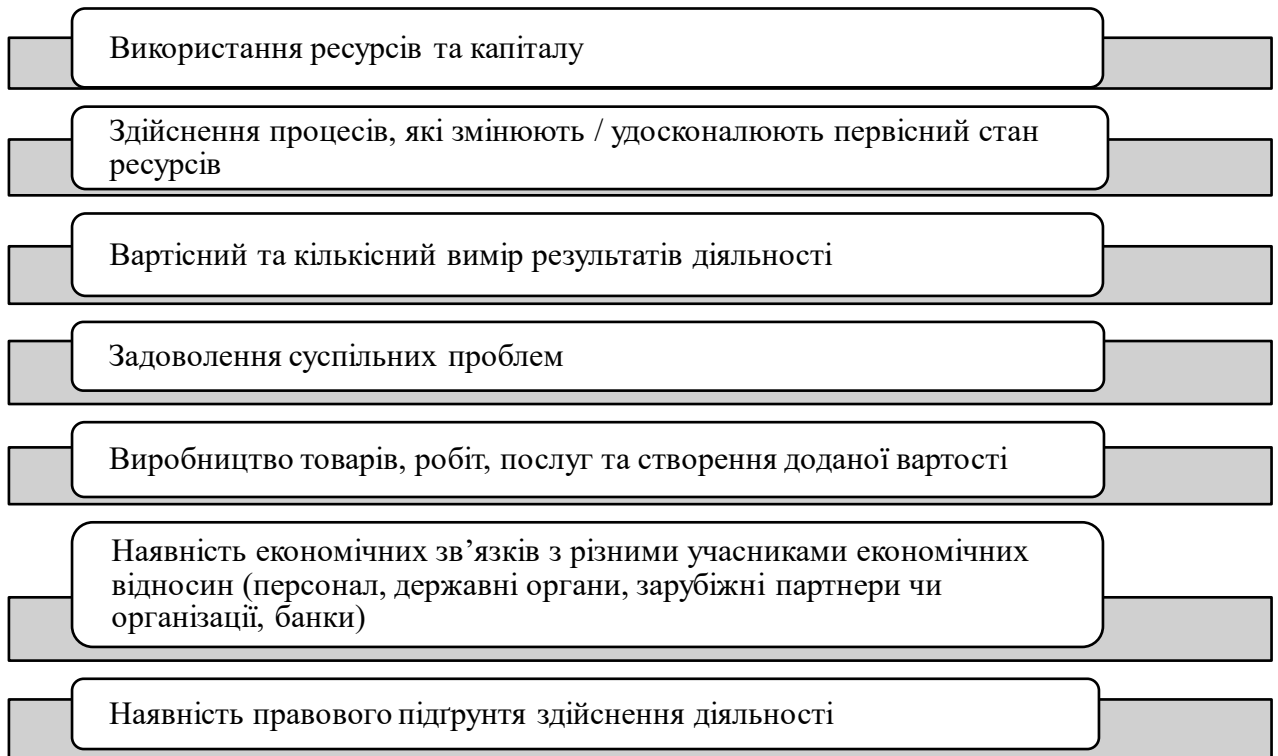 Використання ресурсів та капіталу
Здійснення процесів, які змінюють / удосконалюють первісний стан
ресурсів
Вартісний та кількісний вимір результатів діяльності
Задоволення суспільних проблем
Виробництво товарів, робіт, послуг та створення доданої вартості
Наявність економічних зв’язків з різними учасниками економічних
відносин (персонал, державні органи, зарубіжні партнери чи
організації, банки)
Наявність правового підґрунтя здійснення діяльності